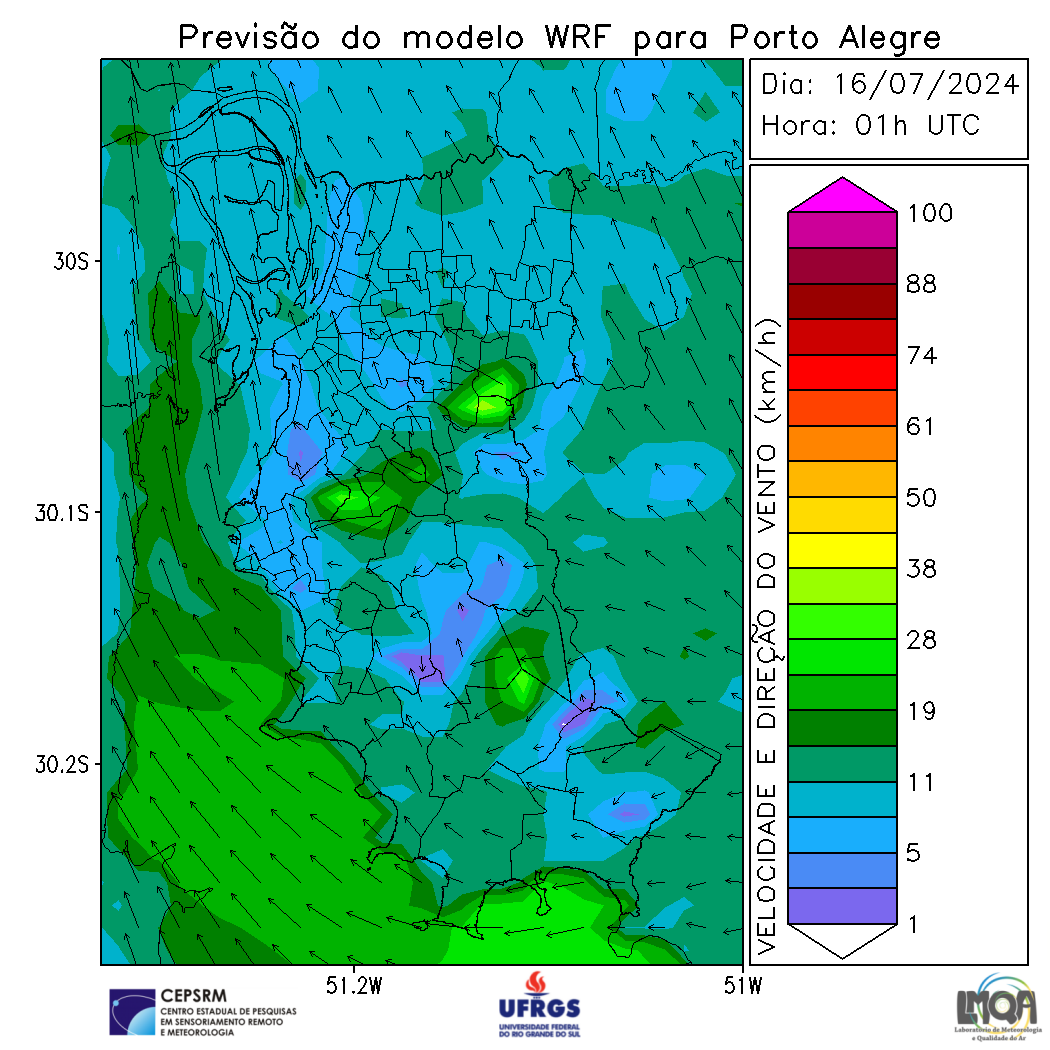 Previsão do modelo WRF para Porto Alegre
Dia: 16/07/2024
Hora: 01h UTC
30S
30.1S
30.2S
51.2W
51W
VELOCIDADE E DIREÇÃO DO VENTO (km/h)
100
88
74
61
50
38
28
19
11
5
1
CEPSRM
CENTRO ESTADUAL DE PESQUISAS
EM SENSORIAMENTO REMOTO
E METEOROLOGIA
UFRGS
UNIVERSIDADE FEDERAL
DO RIO GRANDE DO SUL
LMQA
Laboratório de Meteorologia
e Qualidade do Ar